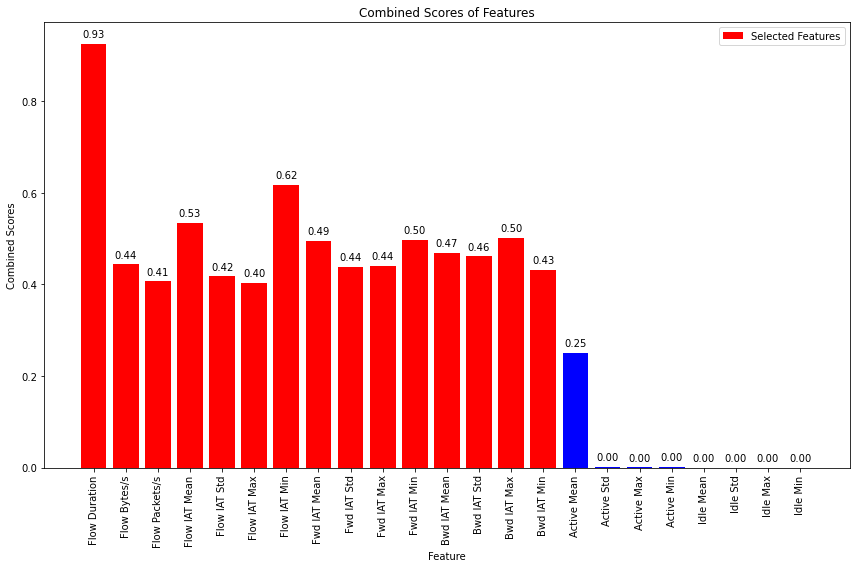 Combined Scores of Features
Selected Features
Combined Scores
0.8
0.6
0.4
0.2
0.0
0.93
0.44
0.41
0.53
0.42
0.40
0.62
0.49
0.44
0.44
0.50
0.47
0.46
0.50
0.43
0.25
0.00
0.00
0.00
0.00
0.00
0.00
0.00
Flow Duration
Flow Bytes/s
Flow Packets/s
Flow IAT Mean
Flow IAT Std
Flow IAT Max
Flow IAT Min
Fwd IAT Mean
Fwd IAT Std
Fwd IAT Max
Fwd IAT Min
Bwd IAT Mean
Bwd IAT Std
Bwd IAT Max
Bwd IAT Min
Active Mean
Active Std
Active Max
Active Min
Idle Mean
Idle Std
Idle Max
Idle Min
Feature